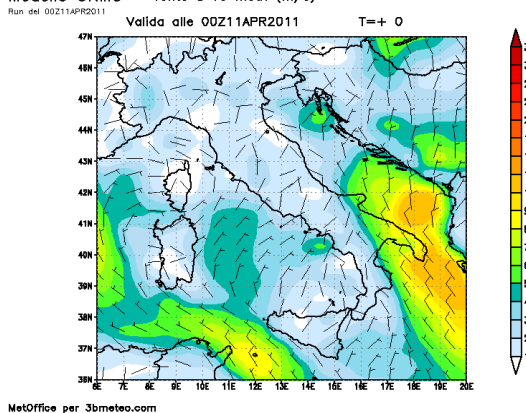 Run del 00Z11APR2011
Valida alle 00Z11APR2011 T=+ 0
47N
46N
45N
44N
43N
42N
41N
40N
39N
38N
37N
6E 7E 8E 9E 10E 11E 12E 13E 14E 15E 16E 17E 18E 19E 20E
MetOffice per 3bmeteo.com